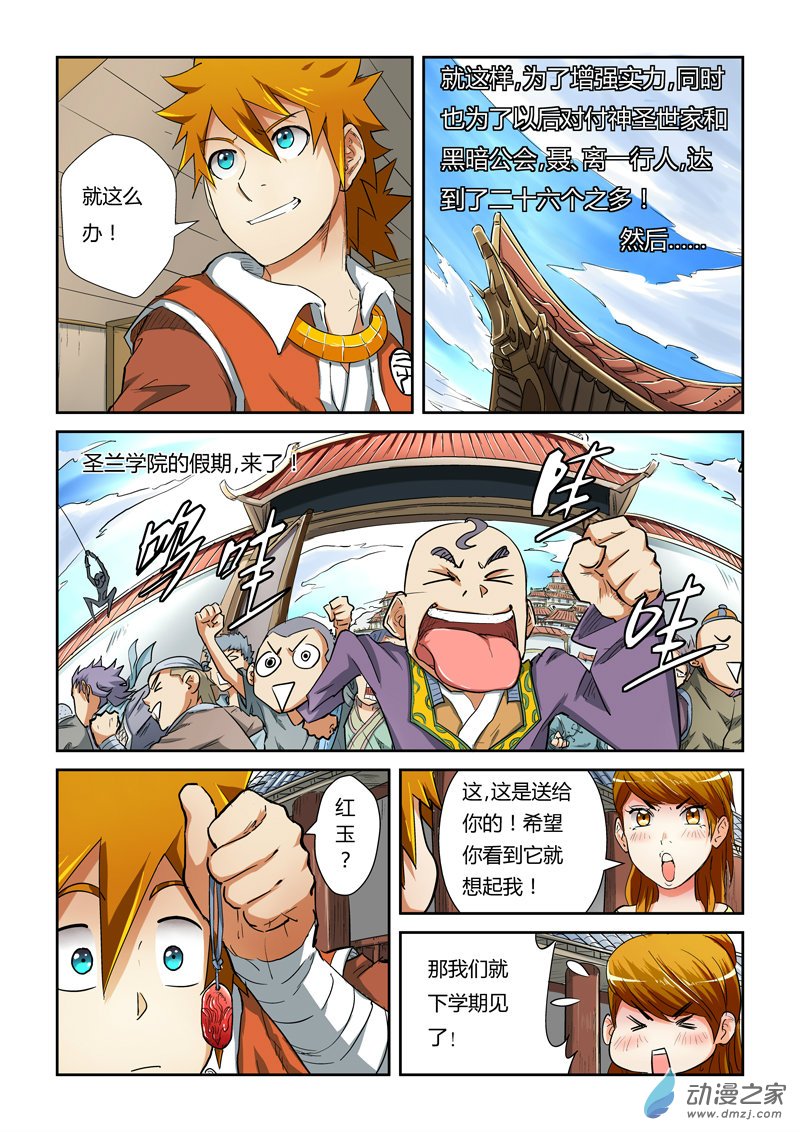 就这么
办！
就这样,为了增强实力,同时
也为了以后对付神圣世家和
黑暗公会,聂、离一行人,达
到了二十六个之多！
然后……
圣兰学院的假期,来了！
呜
哇
哇
哇
红
玉
？
这,这是送给
你的！希望
你看到它就
想起我！
那我们就
下学期见
了!
动漫之家
www.dmzj.com